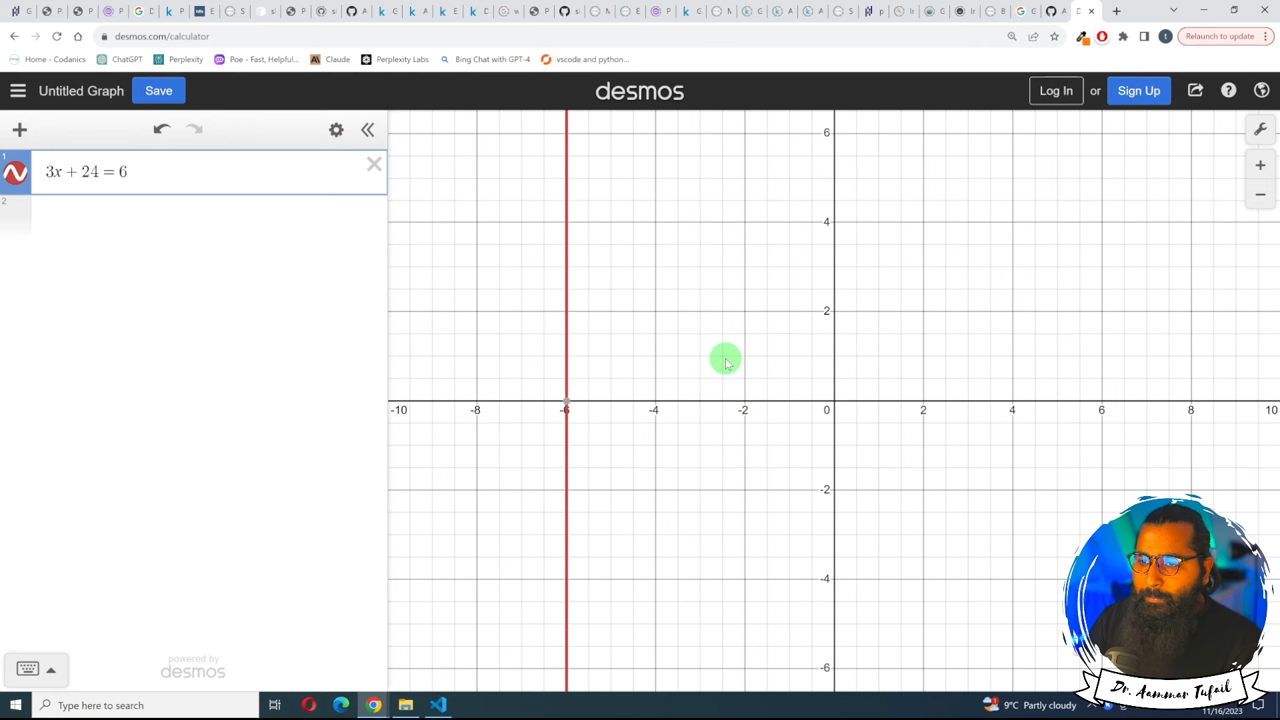 desmos.com/calculator
Relaunch to update
Home - Codanics
ChatGPT
Perplexity
Poe - Fast, Helpful...
Claude
Perplexity Labs
Bing Chat with GPT-4
vscode and python...
Untitled Graph
Save
desmos
Log In
or
Sign Up
1
3x + 24 = 6
2
6
4
2
-10
-8
-6
-4
-2
0
2
4
6
8
10
-2
-4
-6
powered by
desmos
Dr. Aammar Tufail
Type here to search
9°C Partly cloudy
11/16/2023